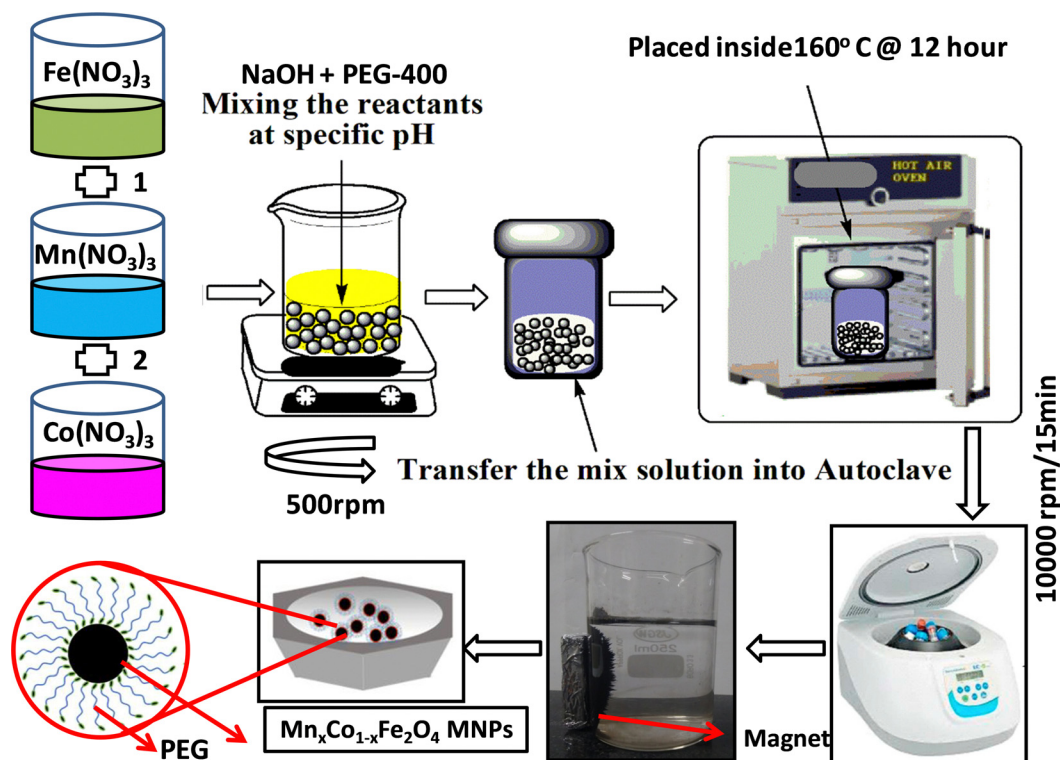 Fe(NO₃)₃
1
Mn(NO₃)₃
2
Co(NO₃)₃
NaOH + PEG-400
Mixing the reactants
at specific pH
500rpm
Transfer the mix solution into Autoclave
Placed inside160° C @ 12 hour
HOT AIR
OVEN
10000 rpm/15min
250ml
Magnet
MnₓCo₁₋ₓFe₂O₄ MNPs
PEG